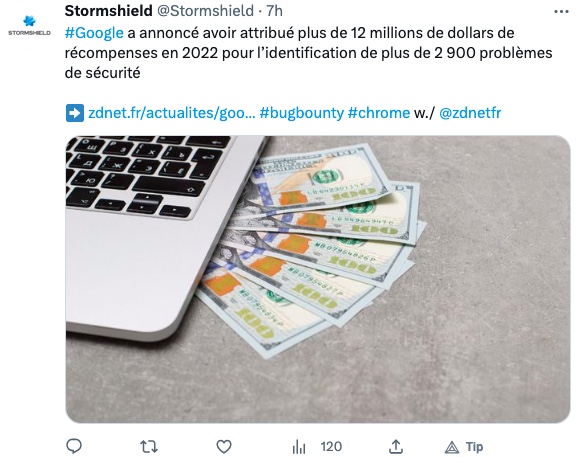 Stormshield @Stormshield · 7h
STORMSHIELD
#Google a annoncé avoir attribué plus de 12 millions de dollars de
récompenses en 2022 pour l'identification de plus de 2 900 problèmes
de sécurité
➡️ zdnet.fr/actualites/goo... #bugbounty #chrome w./ @zdnetfr
100
100
100
100
100
120
Tip